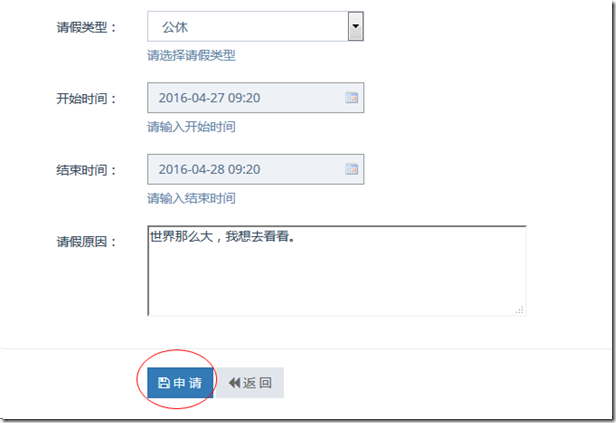 请假类型： 公休
请选择请假类型
开始时间： 2016-04-27 09:20
请输入开始时间
结束时间： 2016-04-28 09:20
请输入结束时间
请假原因： 世界那么大，我想去看看。
申请 返回